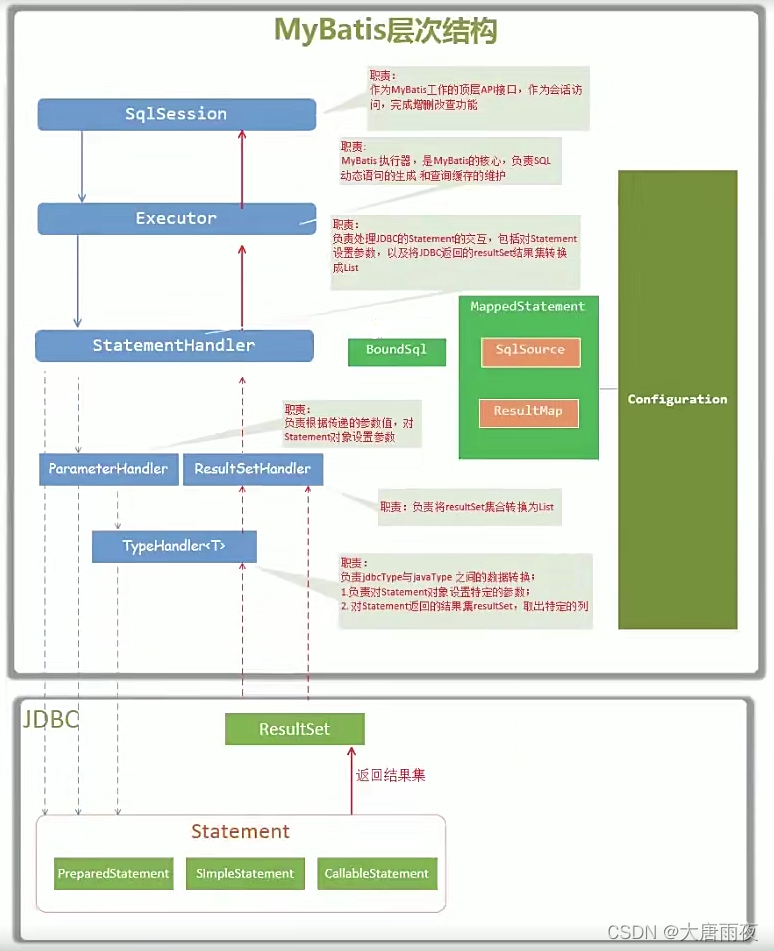 MyBatis层次结构
职责：
作为MyBatis工作的顶层API接口，作为会话访
问，完成增删改查功能
SqlSession
职责：
MyBatis 执行器，是MyBatis的核心，负责SQL
动态语句的生成 和查询缓存的维护
Executor
职责：
负责处理JDBC的Statement的交互，包括对Statement
设置参数，以及将JDBC返回的resultSet结果集转换
成List
StatementHandler
BoundSql
MappedStatement
SqlSource
ResultMap
Configuration
职责：
负责根据传递的参数值，对
Statement对象设置参数
ParameterHandler
ResultSetHandler
职责：负责将resultSet集合转换为List
TypeHandler<T>
职责：
负责jdbcType与javaType 之间的数据转换；
1.负责对Statement对象设置特定的参数；
2. 对Statement返回的结果集resultSet，取出特定的列
JDBC
ResultSet
返回结果集
Statement
PreparedStatement
SimpleStatement
CallableStatement
CSDN @大唐雨夜